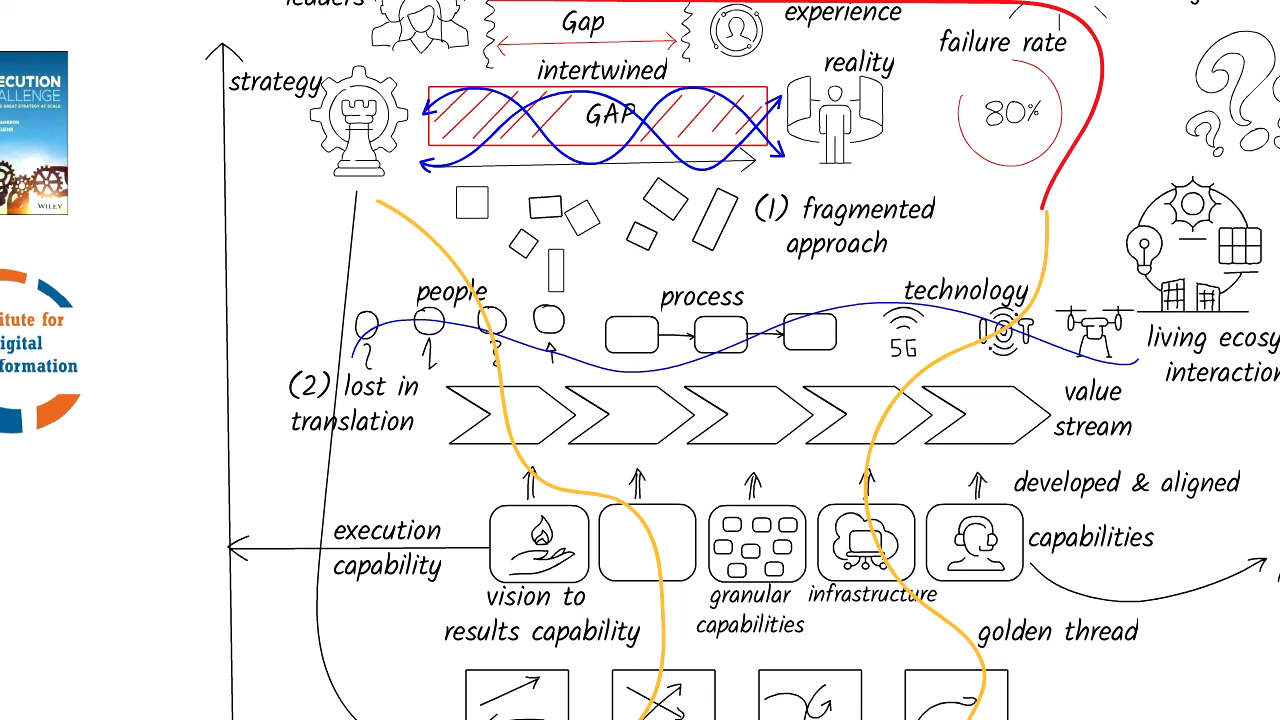 leaders
Gap
experience
failure rate
ECUTION
ALLENGE
WILEY
strategy
intertwined
GAP
reality
80%
(1) fragmented
approach
people
process
technology
5G
living ecosy
interaction
itute for
igital
formation
(2) lost in
translation
value
stream
developed & aligned
execution
capability
capabilities
vision to
results capability
granular
capabilities
infrastructure
golden thread